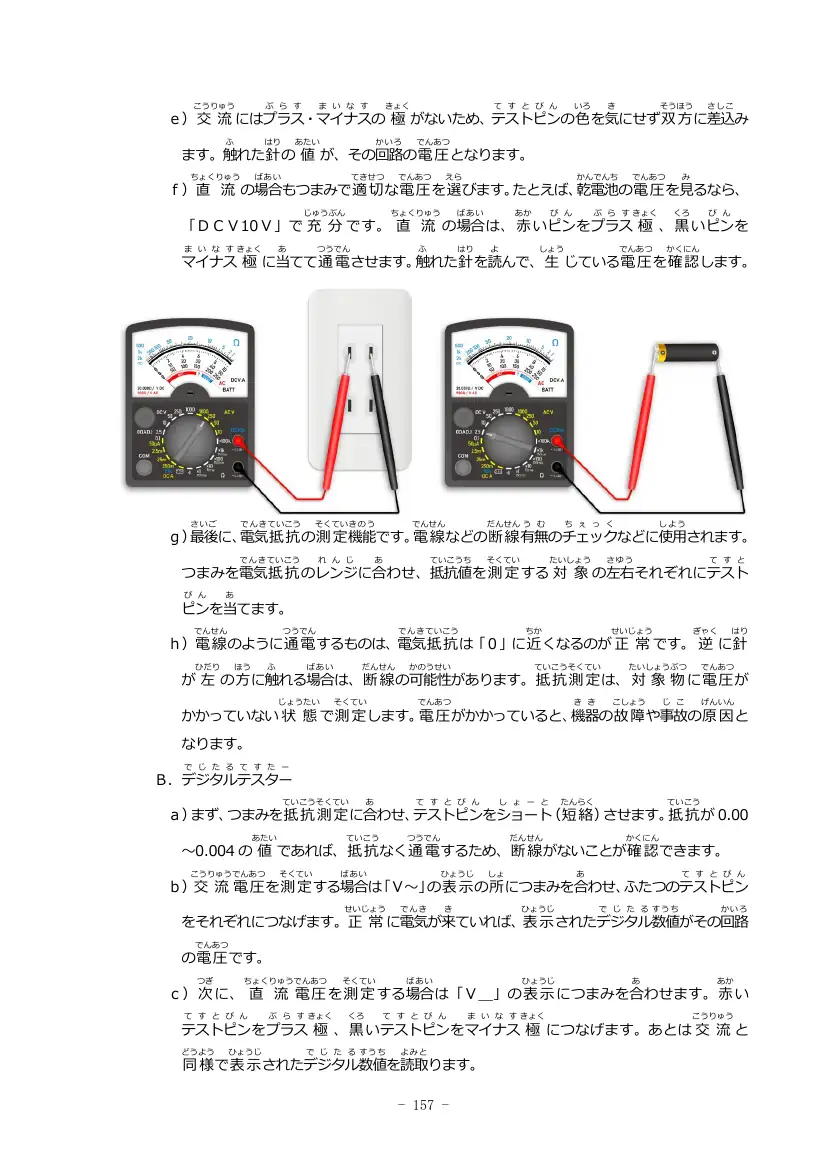 e）交流にはプラス・マイナスの極がないため、テストピンの色を気にせず双方に差込み
ます。触れた針の値が、その回路の電圧となります。
f）直流の場合もつまみで適切な電圧を選びます。たとえば、乾電池の電圧を見るなら、
「ＤＣＶ10Ｖ」で充分です。直流の場合は、赤いピンをプラス極、黒いピンを
マイナス極に当てて通電させます。触れた針を読んで、生じている電圧を確認します。
g）最後に、電気抵抗の測定機能です。電線などの断線有無のチェックなどに使用されます。
つまみを電気抵抗のレンジに合わせ、抵抗値を測定する対象の左右それぞれにテスト
ピンを当てます。
h）電線のように通電するものは、電気抵抗は「0」に近くなるのが正常です。逆に針
が左の方に触れる場合は、断線の可能性があります。抵抗測定は、対象物に電圧が
かかっていない状態で測定します。電圧がかかっていると、機器の故障や事故の原因と
なります。
B．デジタルテスター
a）まず、つまみを抵抗測定に合わせ、テストピンをショート（短絡）させます。抵抗が 0.00
～0.004 の値であれば、抵抗なく通電するため、断線がないことが確認できます。
b）交流電圧を測定する場合は「Ｖ～」の表示の所につまみを合わせ、ふたつのテストピン
をそれぞれにつなげます。正常に電気が来ていれば、表示されたデジタル数値がその回路
の電圧です。
c）次に、直流電圧を測定する場合は「Ｖ＿」の表示につまみを合わせます。赤い
テストピンをプラス極、黒いテストピンをマイナス極につなげます。あとは交流と
同様で表示されたデジタル数値を読取ります。
- 157 -